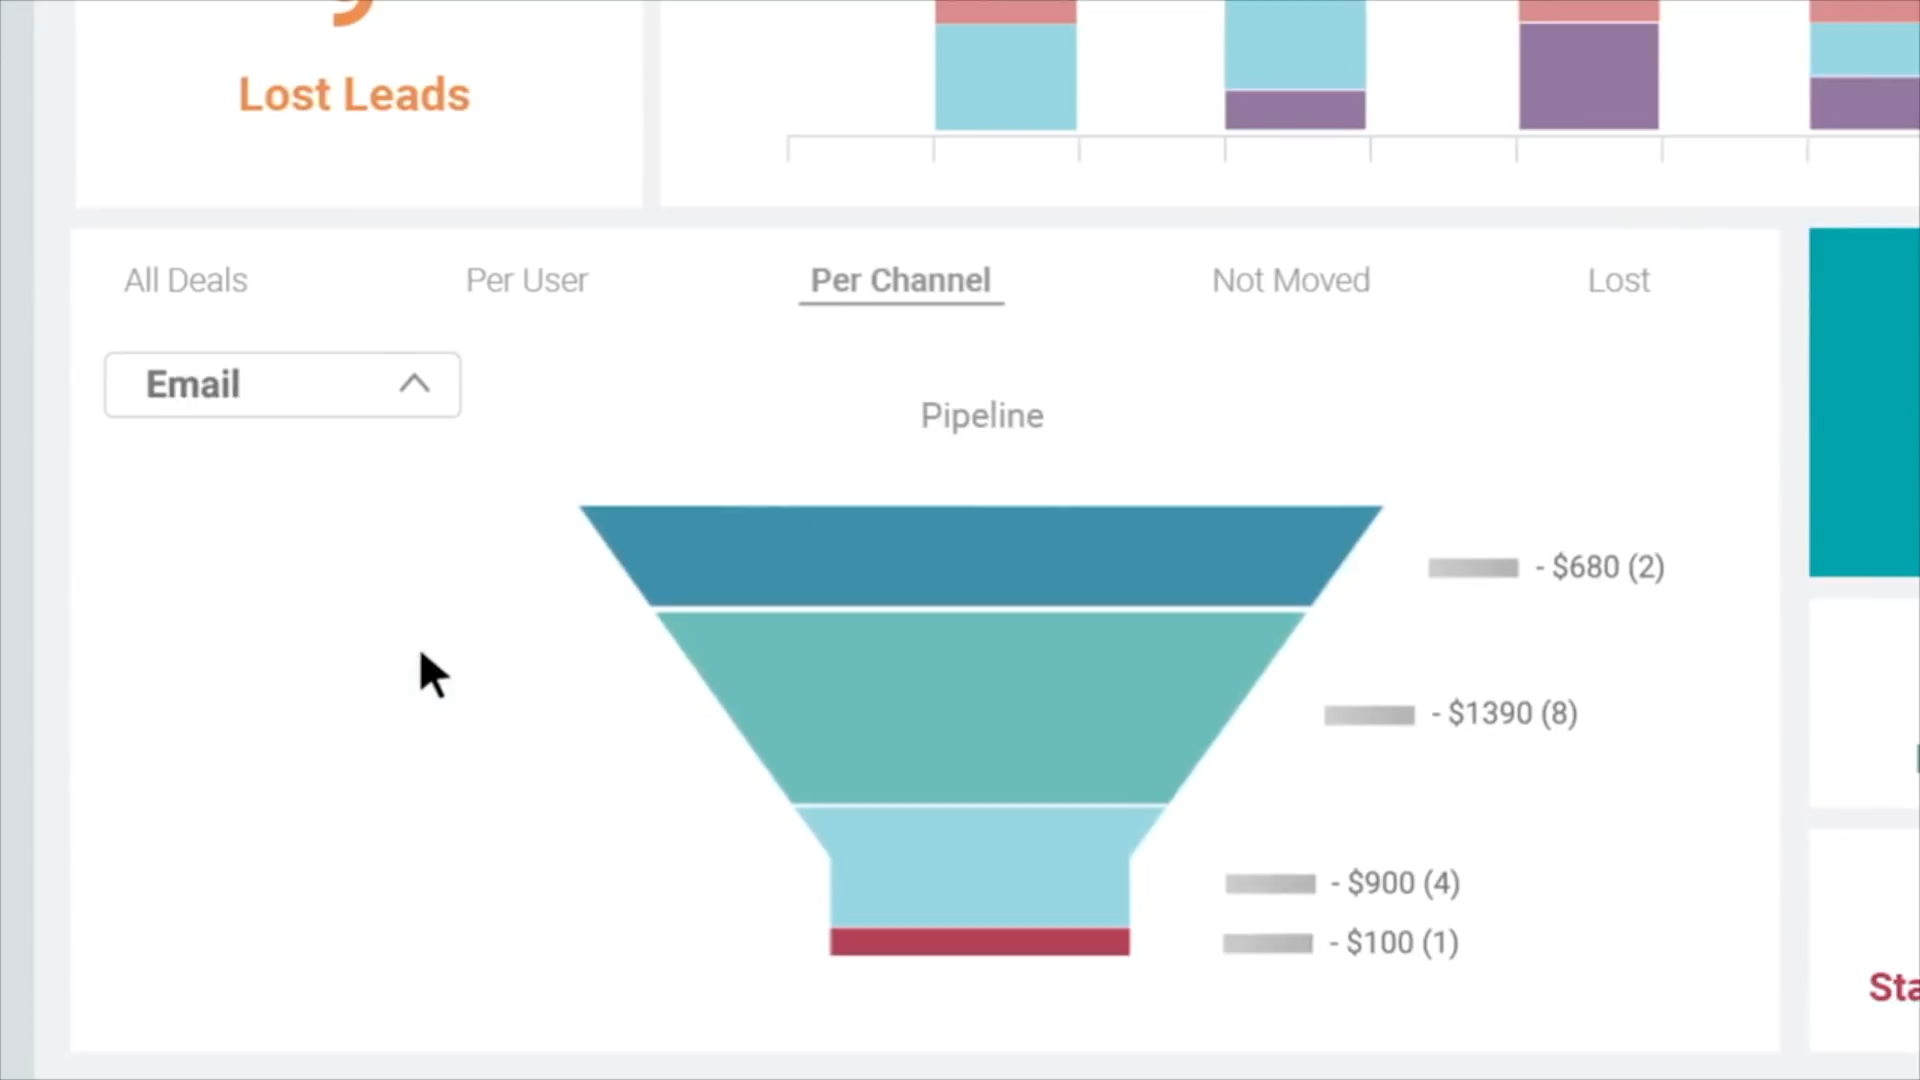 Lost Leads
All Deals
Per User
Per Channel
Not Moved
Lost
Email
Pipeline
- $680 (2)
- $1390 (8)
- $900 (4)
- $100 (1)
Sta